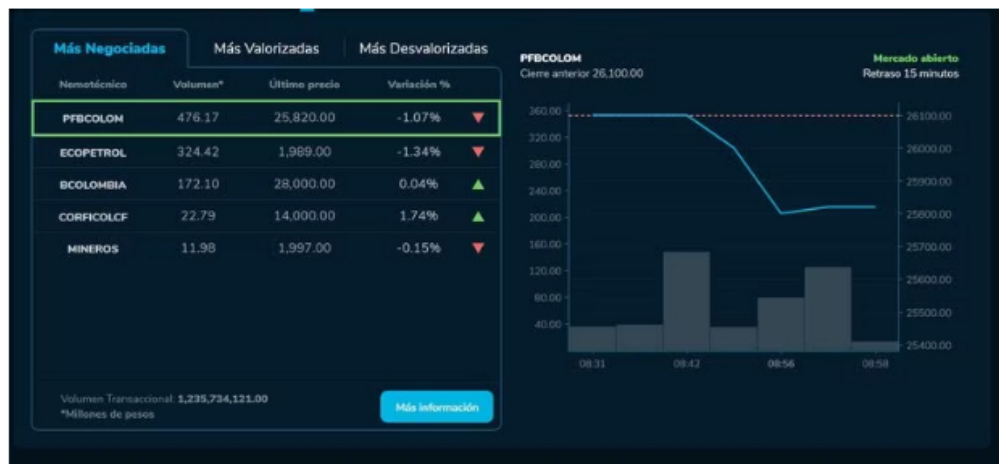 Más Negociadas Más Valorizadas Más Desvalorizadas
Nemotécnico Volumen* Último precio Variación %
PFBCOLOM 476.17 25,820.00 -1.07% ▼
ECOPETROL 324.42 1,989.00 -1.34% ▼
BCOLOMBIA 172.10 28,000.00 0.04% ▲
CORFICOLCF 22.79 14,000.00 1.74% ▲
MINEROS 11.98 1,997.00 -0.15% ▼
Volumen Transaccional: 1,235,734,121.00
*Millones de pesos
Más información
PFBCOLOM Mercado abierto
Cierre anterior 26,100.00 Retraso 15 minutos
360.00 26100.00
320.00 26000.00
280.00 25900.00
240.00 25800.00
200.00 25700.00
160.00 25600.00
120.00 25500.00
80.00 25400.00
40.00
08:31 08:42 08:56 08:58